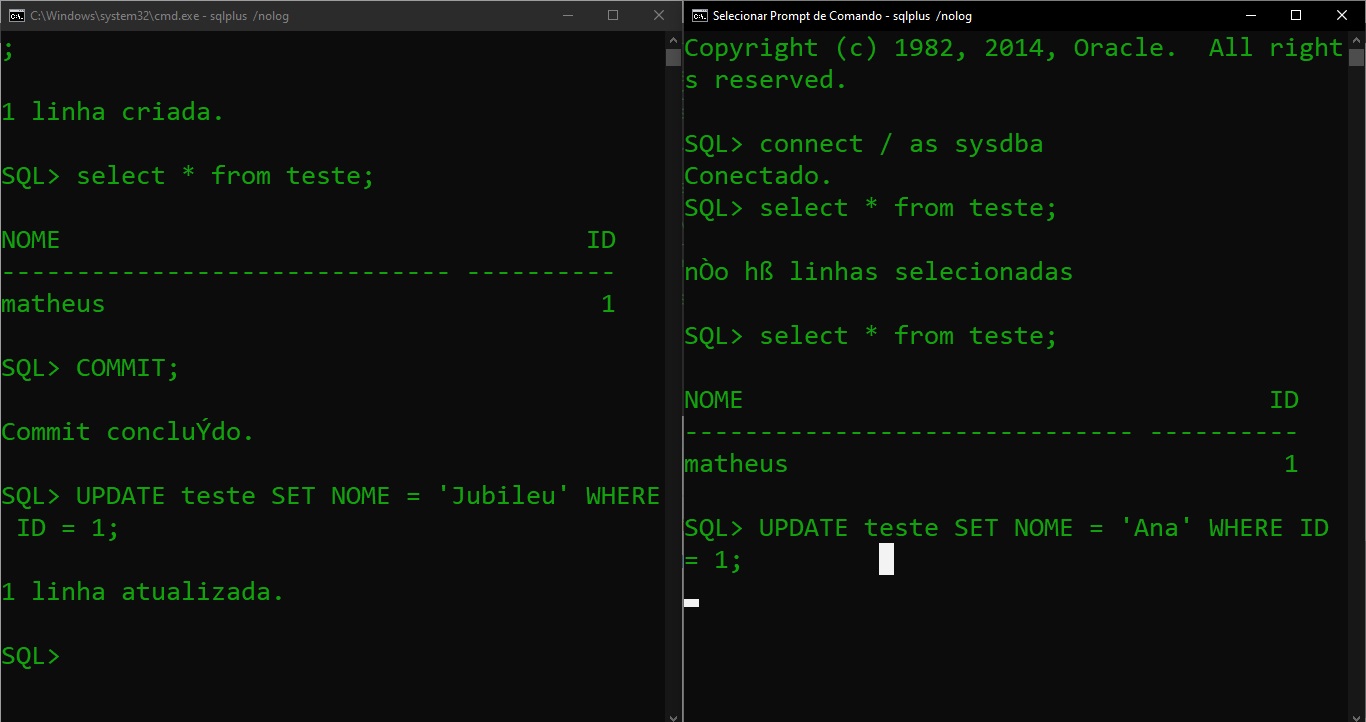 C:\Windows\system32\cmd.exe - sqlplus  /nolog
;
1 linha criada.
SQL> select * from teste;
NOME                                   ID
------------------------------ ----------
matheus                                 1
SQL> COMMIT;
Commit concluÝdo.
SQL> UPDATE teste SET NOME = 'Jubileu' WHERE
 ID = 1;
1 linha atualizada.
SQL>
Selecionar Prompt de Comando - sqlplus  /nolog
Copyright (c) 1982, 2014, Oracle.  All right
s reserved.
SQL> connect / as sysdba
Conectado.
SQL> select * from teste;
nÒo hß linhas selecionadas
SQL> select * from teste;
NOME                                   ID
------------------------------ ----------
matheus                                 1
SQL> UPDATE teste SET NOME = 'Ana' WHERE ID
= 1;